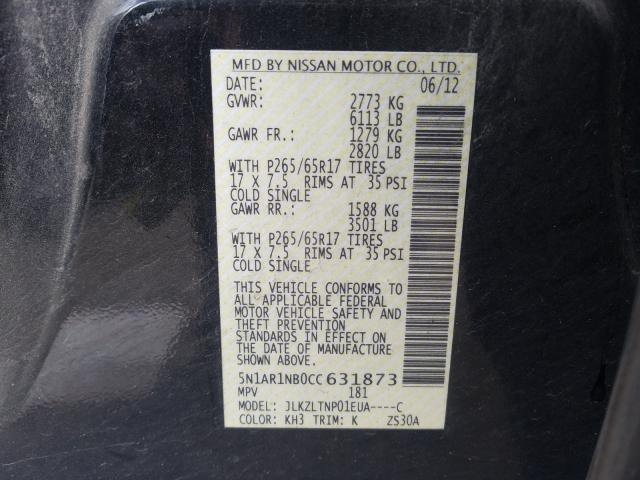 MFD BY NISSAN MOTOR CO., LTD.
DATE: 06/12
GVWR: 2773 KG
6113 LB
GAWR FR.: 1279 KG
2820 LB
WITH P265/65R17 TIRES
17 X 7.5 RIMS AT 35 PSI
COLD SINGLE
GAWR RR.: 1588 KG
3501 LB
WITH P265/65R17 TIRES
17 X 7.5 RIMS AT 35 PSI
COLD SINGLE
THIS VEHICLE CONFORMS TO
ALL APPLICABLE FEDERAL
MOTOR VEHICLE SAFETY AND
THEFT PREVENTION
STANDARDS IN EFFECT ON
THE DATE OF MANUFACTURE
SHOWN ABOVE.
5N1AR1NB0CC631873
MPV 181
MODEL: JLKZLTNP01EUA----C
COLOR: KH3 TRIM: K ZS30A